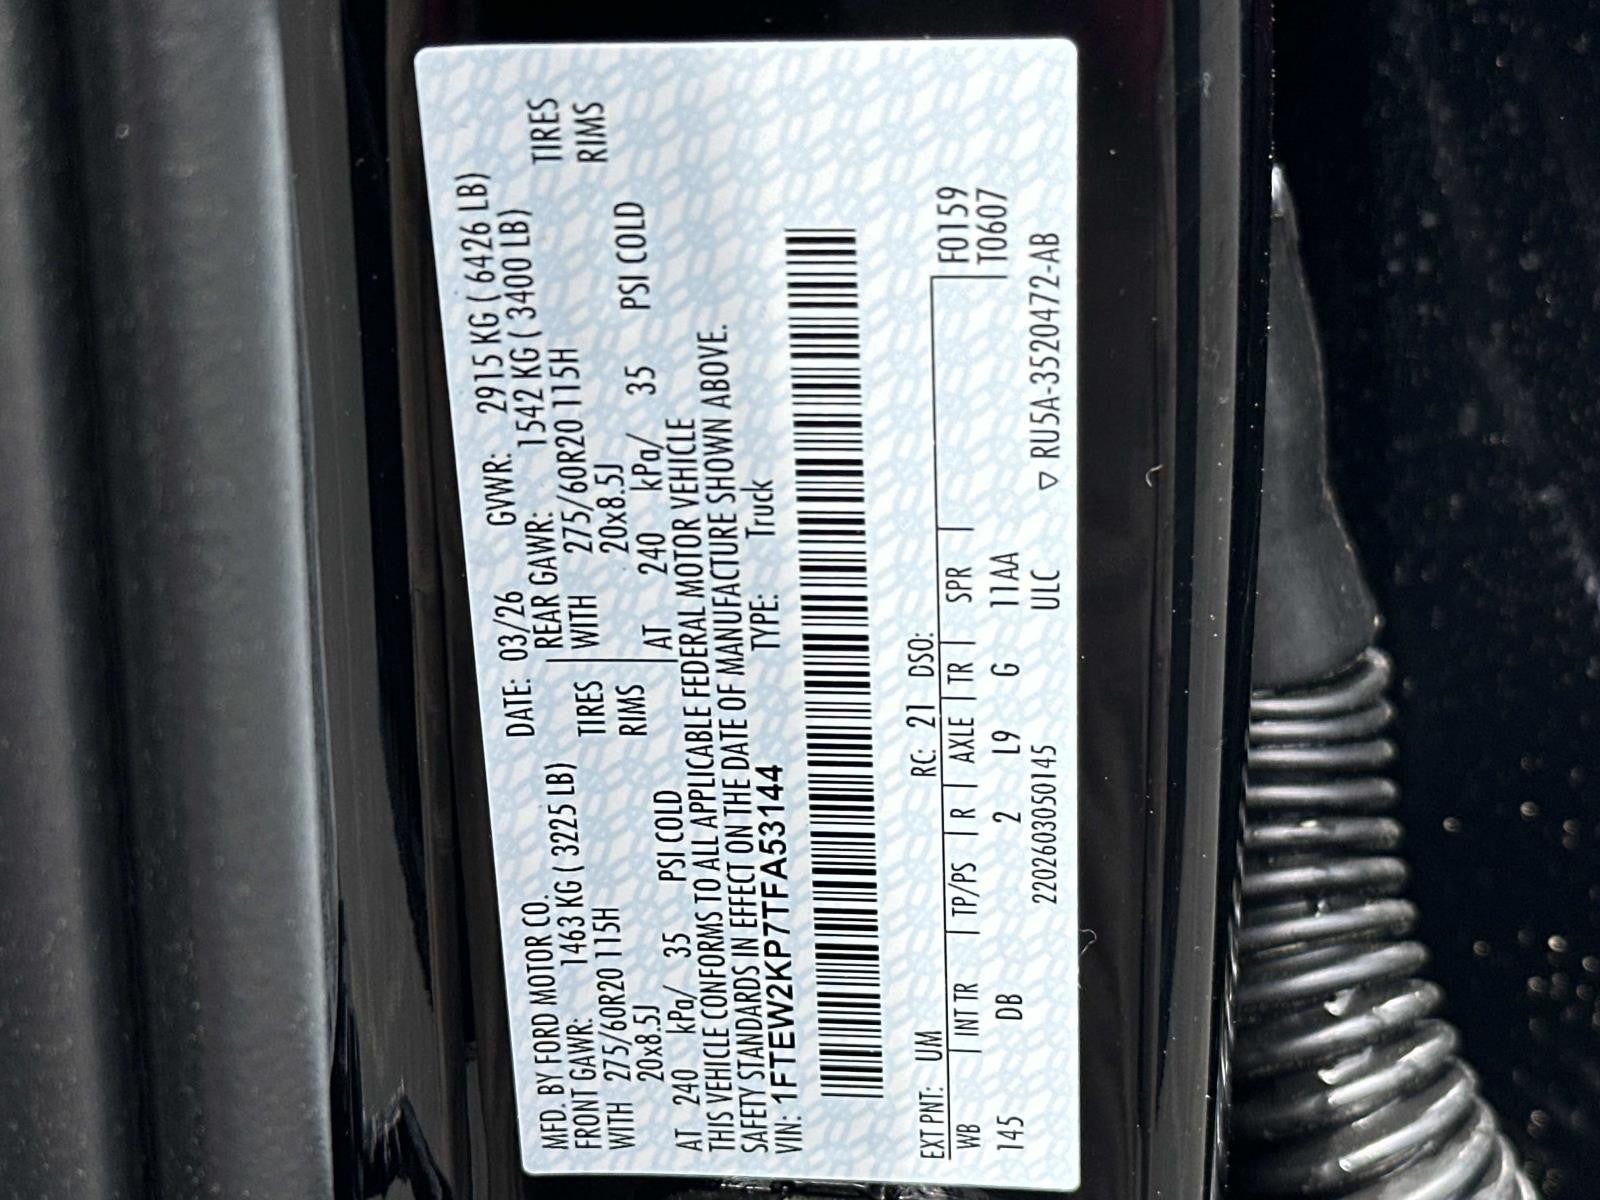 MFD. BY FORD MOTOR CO. DATE: 03/26 GVWR: 2915 KG ( 6426 LB)
FRONT GAWR: 1463 KG ( 3225 LB) REAR GAWR: 1542 KG ( 3400 LB)
WITH 275/60R20 115H TIRES WITH 275/60R20 115H TIRES
20x8.5J RIMS 20x8.5J RIMS
AT 240 kPa/ 35 PSI COLD AT 240 kPa/ 35 PSI COLD
THIS VEHICLE CONFORMS TO ALL APPLICABLE FEDERAL MOTOR VEHICLE
SAFETY STANDARDS IN EFFECT ON THE DATE OF MANUFACTURE SHOWN ABOVE.
VIN: 1FTEW2KP7TFA53144 TYPE: Truck
EXT PNT: UM RC: 21 DSO: F0159
WB INT TR TP/PS R AXLE TR SPR T0607
145 DB 2 L9 G 11AA
2202603050145 ULC ▽ RU5A-3520472-AB